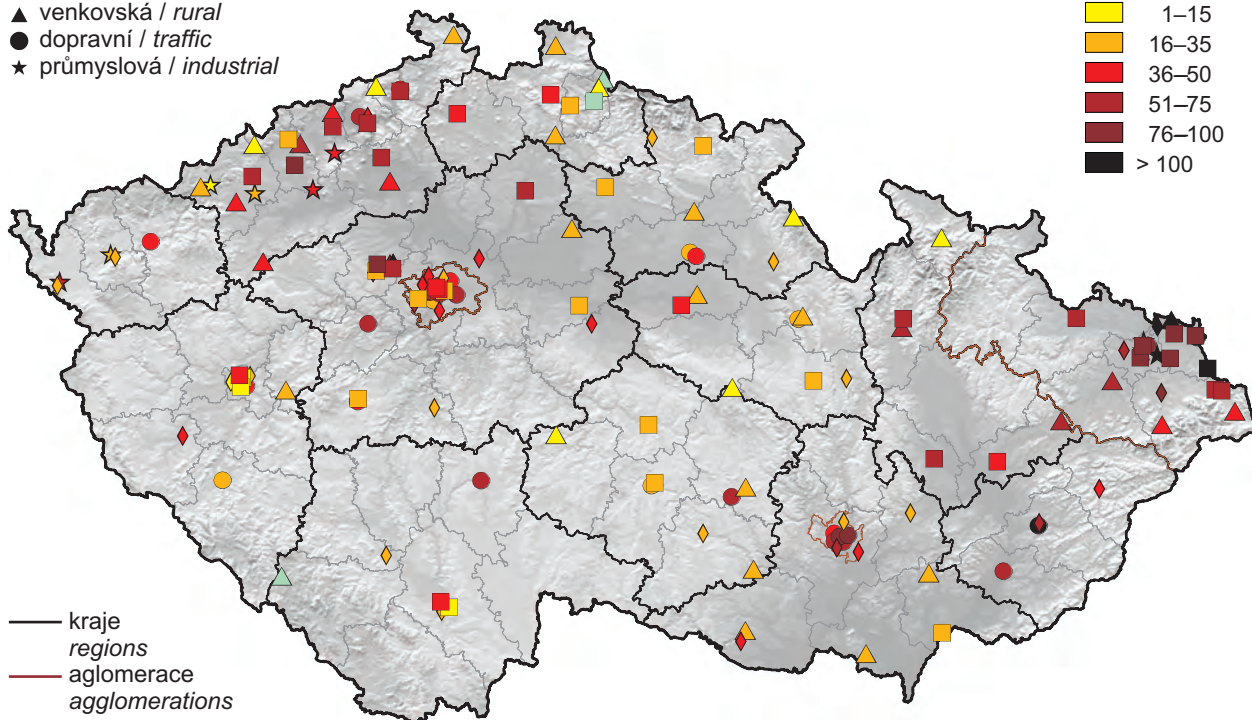 venkovská / rural
dopravní / traffic
průmyslová / industrial
1–15
16–35
36–50
51–75
76–100
> 100
kraje
regions
aglomerace
agglomerations